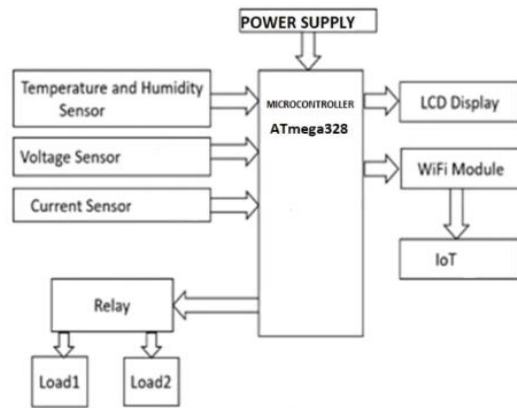 POWER SUPPLY
Temperature and Humidity
Sensor
MICROCONTROLLER
ATmega328
LCD Display
Voltage Sensor
WiFi Module
Current Sensor
IoT
Relay
Load1
Load2